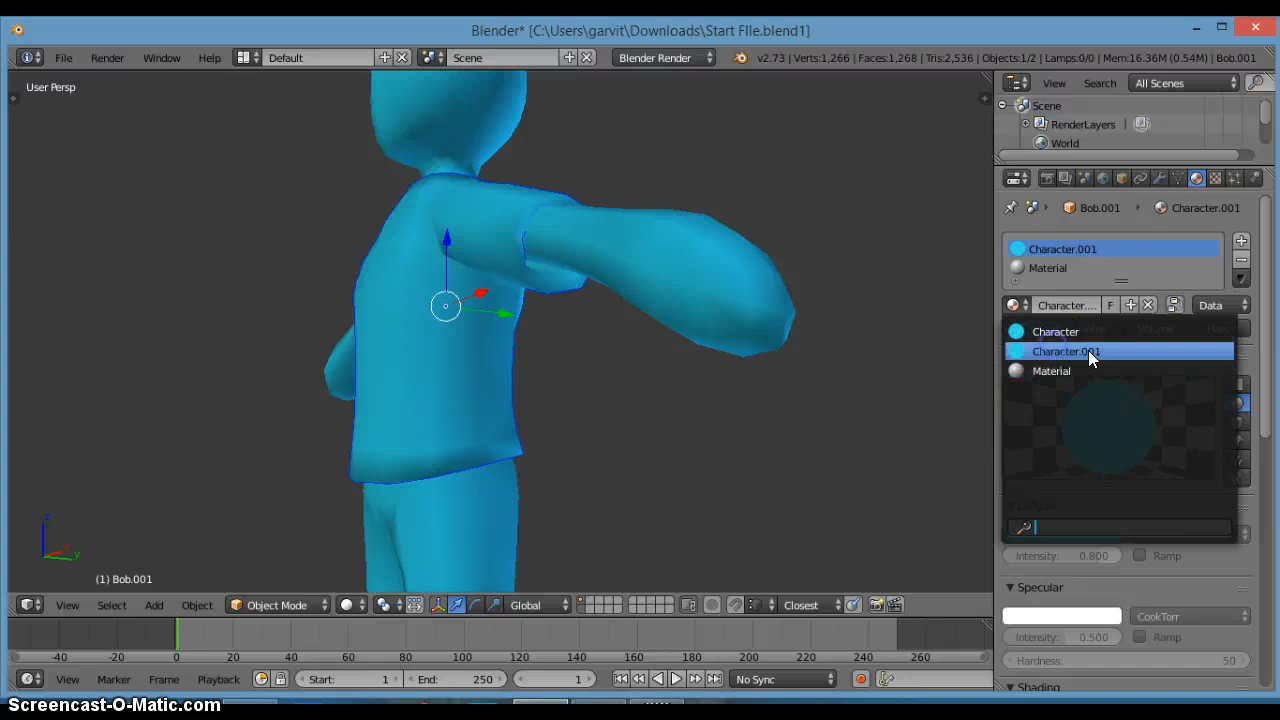 Blender* [C:\Users\garvit\Downloads\Start FIle.blend1]
File Render Window Help Default Scene Blender Render v2.73 | Verts:1,266 | Faces:1,268 | Tris:2,536 | Objects:1/2 | Lamps:0/0 | Mem:16.36M (0.54M) | Bob.001
User Persp
View Search All Scenes
Scene
RenderLayers |
World
Bob.001 Character.001
Character.001
Material
Character.... F Data
Character
Character.001
Material
Diffuse
Intensity: 0.800 Ramp
Specular
CookTorr
Intensity: 0.500 Ramp
Hardness: 50
Shading
z
y
(1) Bob.001
View Select Add Object Object Mode Global Closest
-40 -20 0 20 40 60 80 100 120 140 160 180 200 220 240 260
View Marker Frame Playback Start: 1 End: 250 1 No Sync
Screencast-O-Matic.com